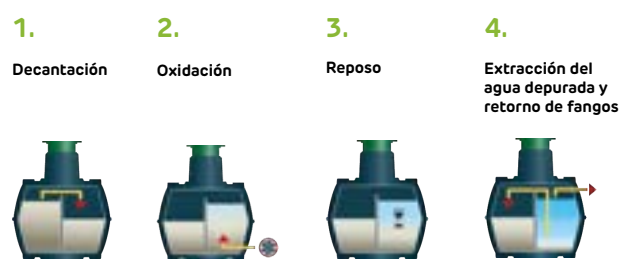 1.
2.
3.
4.
Decantación
Oxidación
Reposo
Extracción del
agua depurada y
retorno de fangos